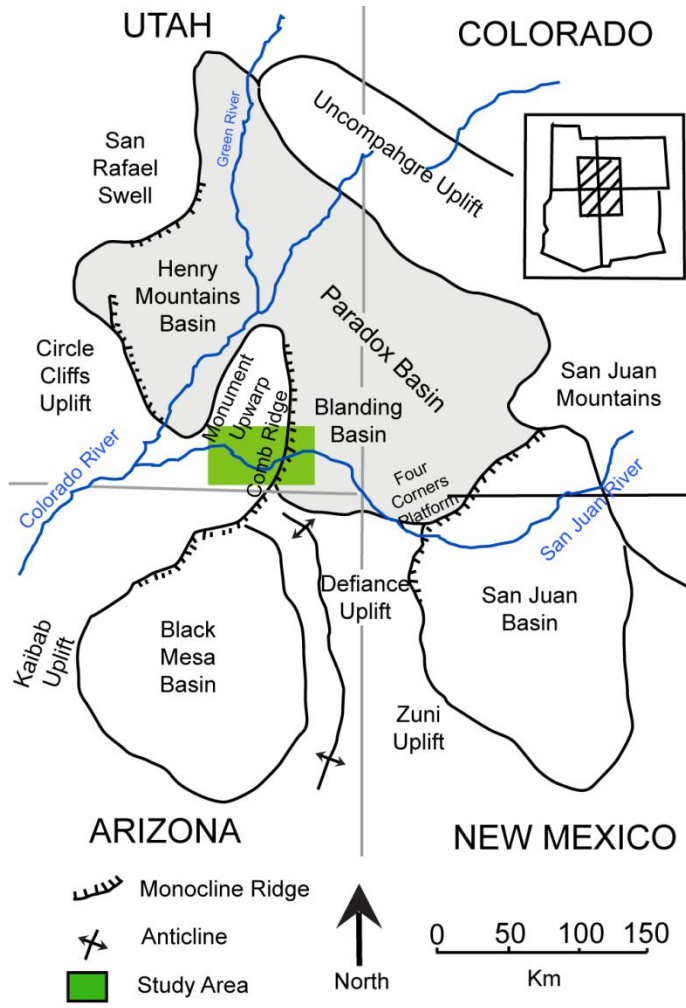 UTAH
COLORADO
Green River
Uncompahgre Uplift
San
Rafael
Swell
Henry
Mountains
Basin
Paradox Basin
Circle
Cliffs
Uplift
Monument
Upwarp
Comb Ridge
Blanding
Basin
San Juan
Mountains
Colorado River
Four
Corners
Platform
San Juan River
Defiance
Uplift
San Juan
Basin
Kaibab
Uplift
Black
Mesa
Basin
Zuni
Uplift
ARIZONA
NEW MEXICO
Monocline Ridge
Anticline
Study Area
North
0 50 100 150
Km